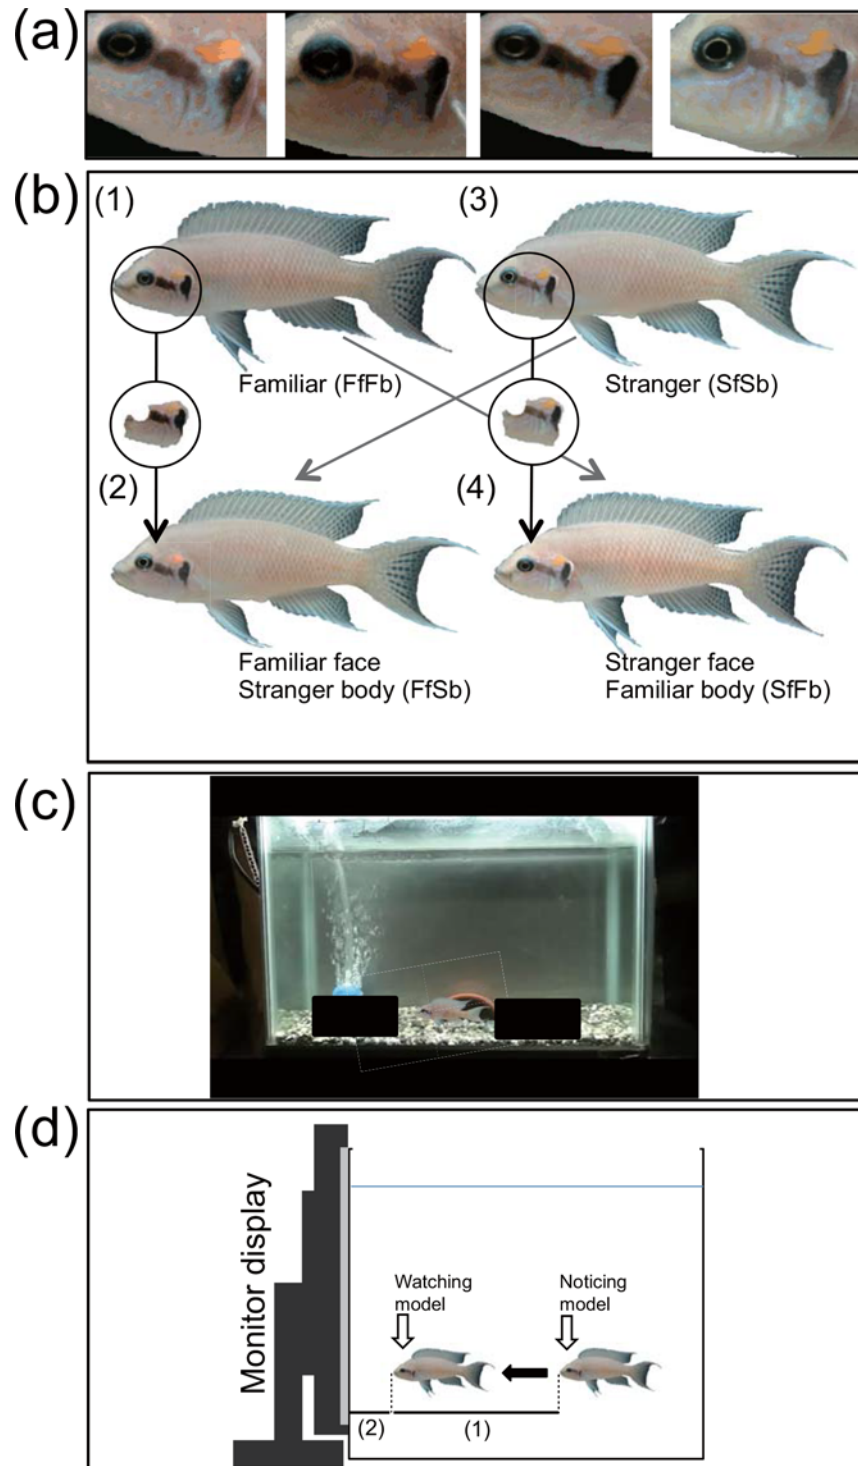 (a)
(b)
(1)
(3)
Familiar (FfFb)
Stranger (SfSb)
(2)
(4)
Familiar face
Stranger body (FfSb)
Stranger face
Familiar body (SfFb)
(c)
(d)
Monitor display
Watching
model
Noticing
model
(2)
(1)